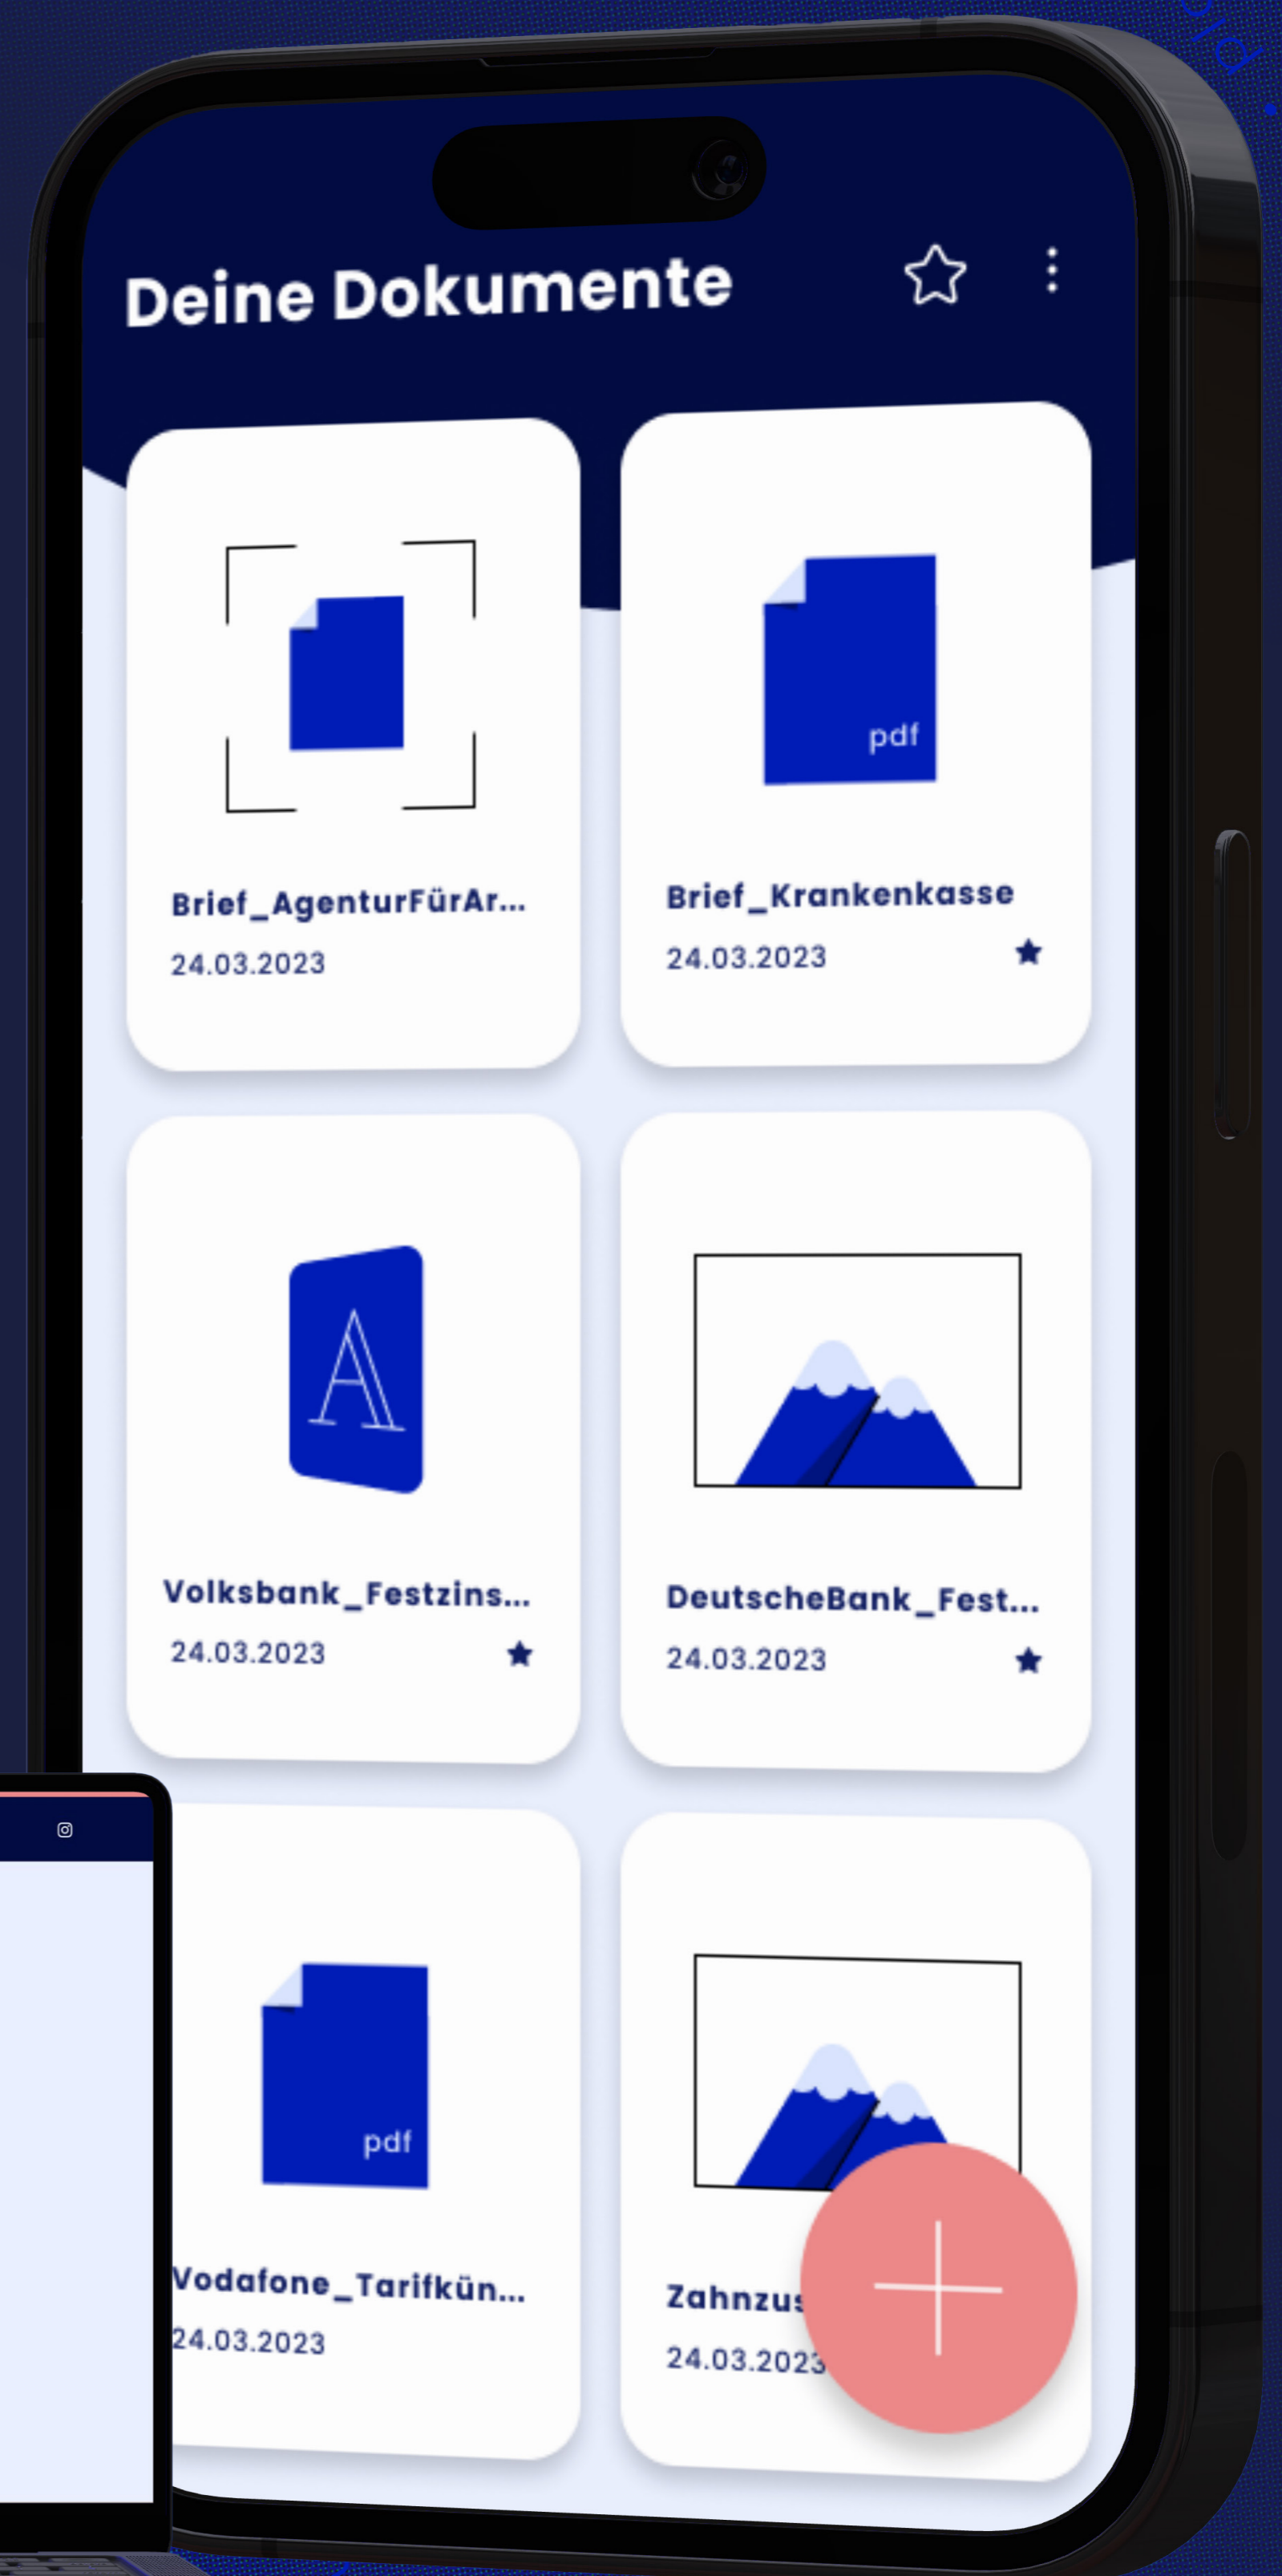 Deine Dokumente
pdf
Brief_AgenturFürAr...
24.03.2023
Brief_Krankenkasse
24.03.2023
A
Volksbank_Festzins...
24.03.2023
DeutscheBank_Fest...
24.03.2023
pdf
Vodafone_Tarifkün...
24.03.2023
Zahnzus
24.03.2023